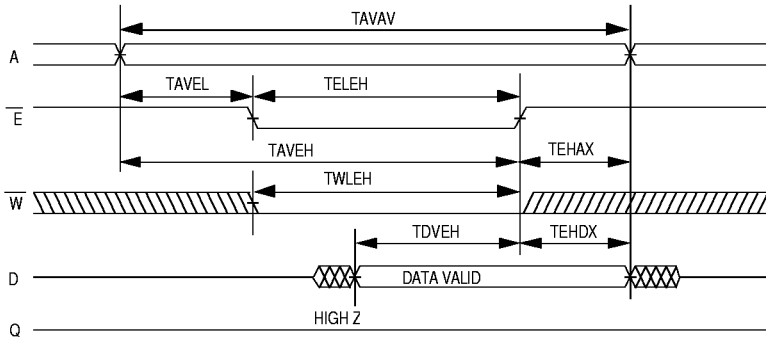 TAVAV
A
TAVEL TELEH
E
TAVEH TEHAX
TWLEH
W
TDVEH TEHDX
D DATA VALID
HIGH Z
Q